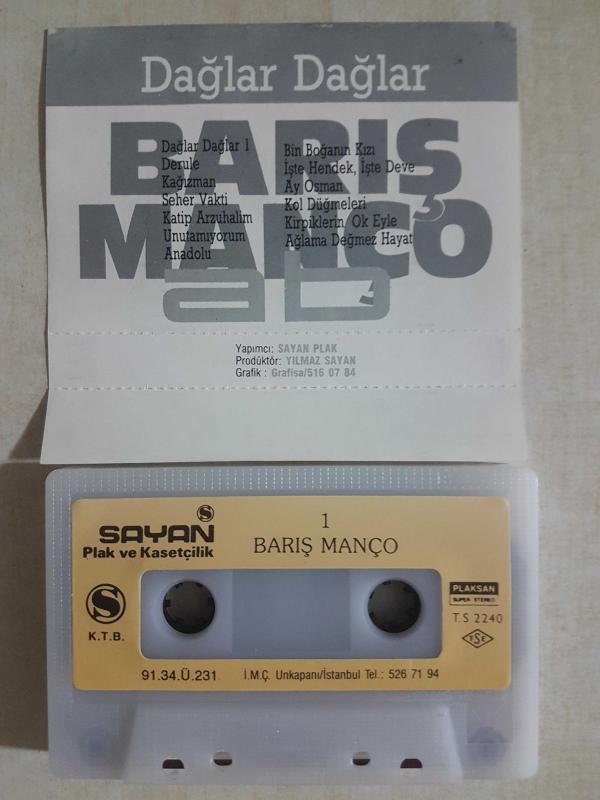 Dağlar Dağlar
BARIŞ
MANÇO
Dağlar Dağlar 1
Derule
Kağızman
Seher Vakti
Katip Arzuhalim
Unutamıyorum
Anadolu
Bin Boğanın Kızı
İşte Hendek, İşte Deve
Ay Osman
Kol Düğmeleri
Kirpiklerin Ok Eyle
Ağlama Değmez Hayat
Yapımcı: SAYAN PLAK
Prodüktör: YILMAZ SAYAN
Grafik : Grafisa/516 07 84
S
SAYAN
Plak ve Kasetçilik
1
BARIŞ MANÇO
S
K.T.B.
PLAKSAN
SUPER STEREO
T.S 2240
TSE
91.34.Ü.231
İ.M.Ç. Unkapanı/İstanbul Tel.: 526 71 94